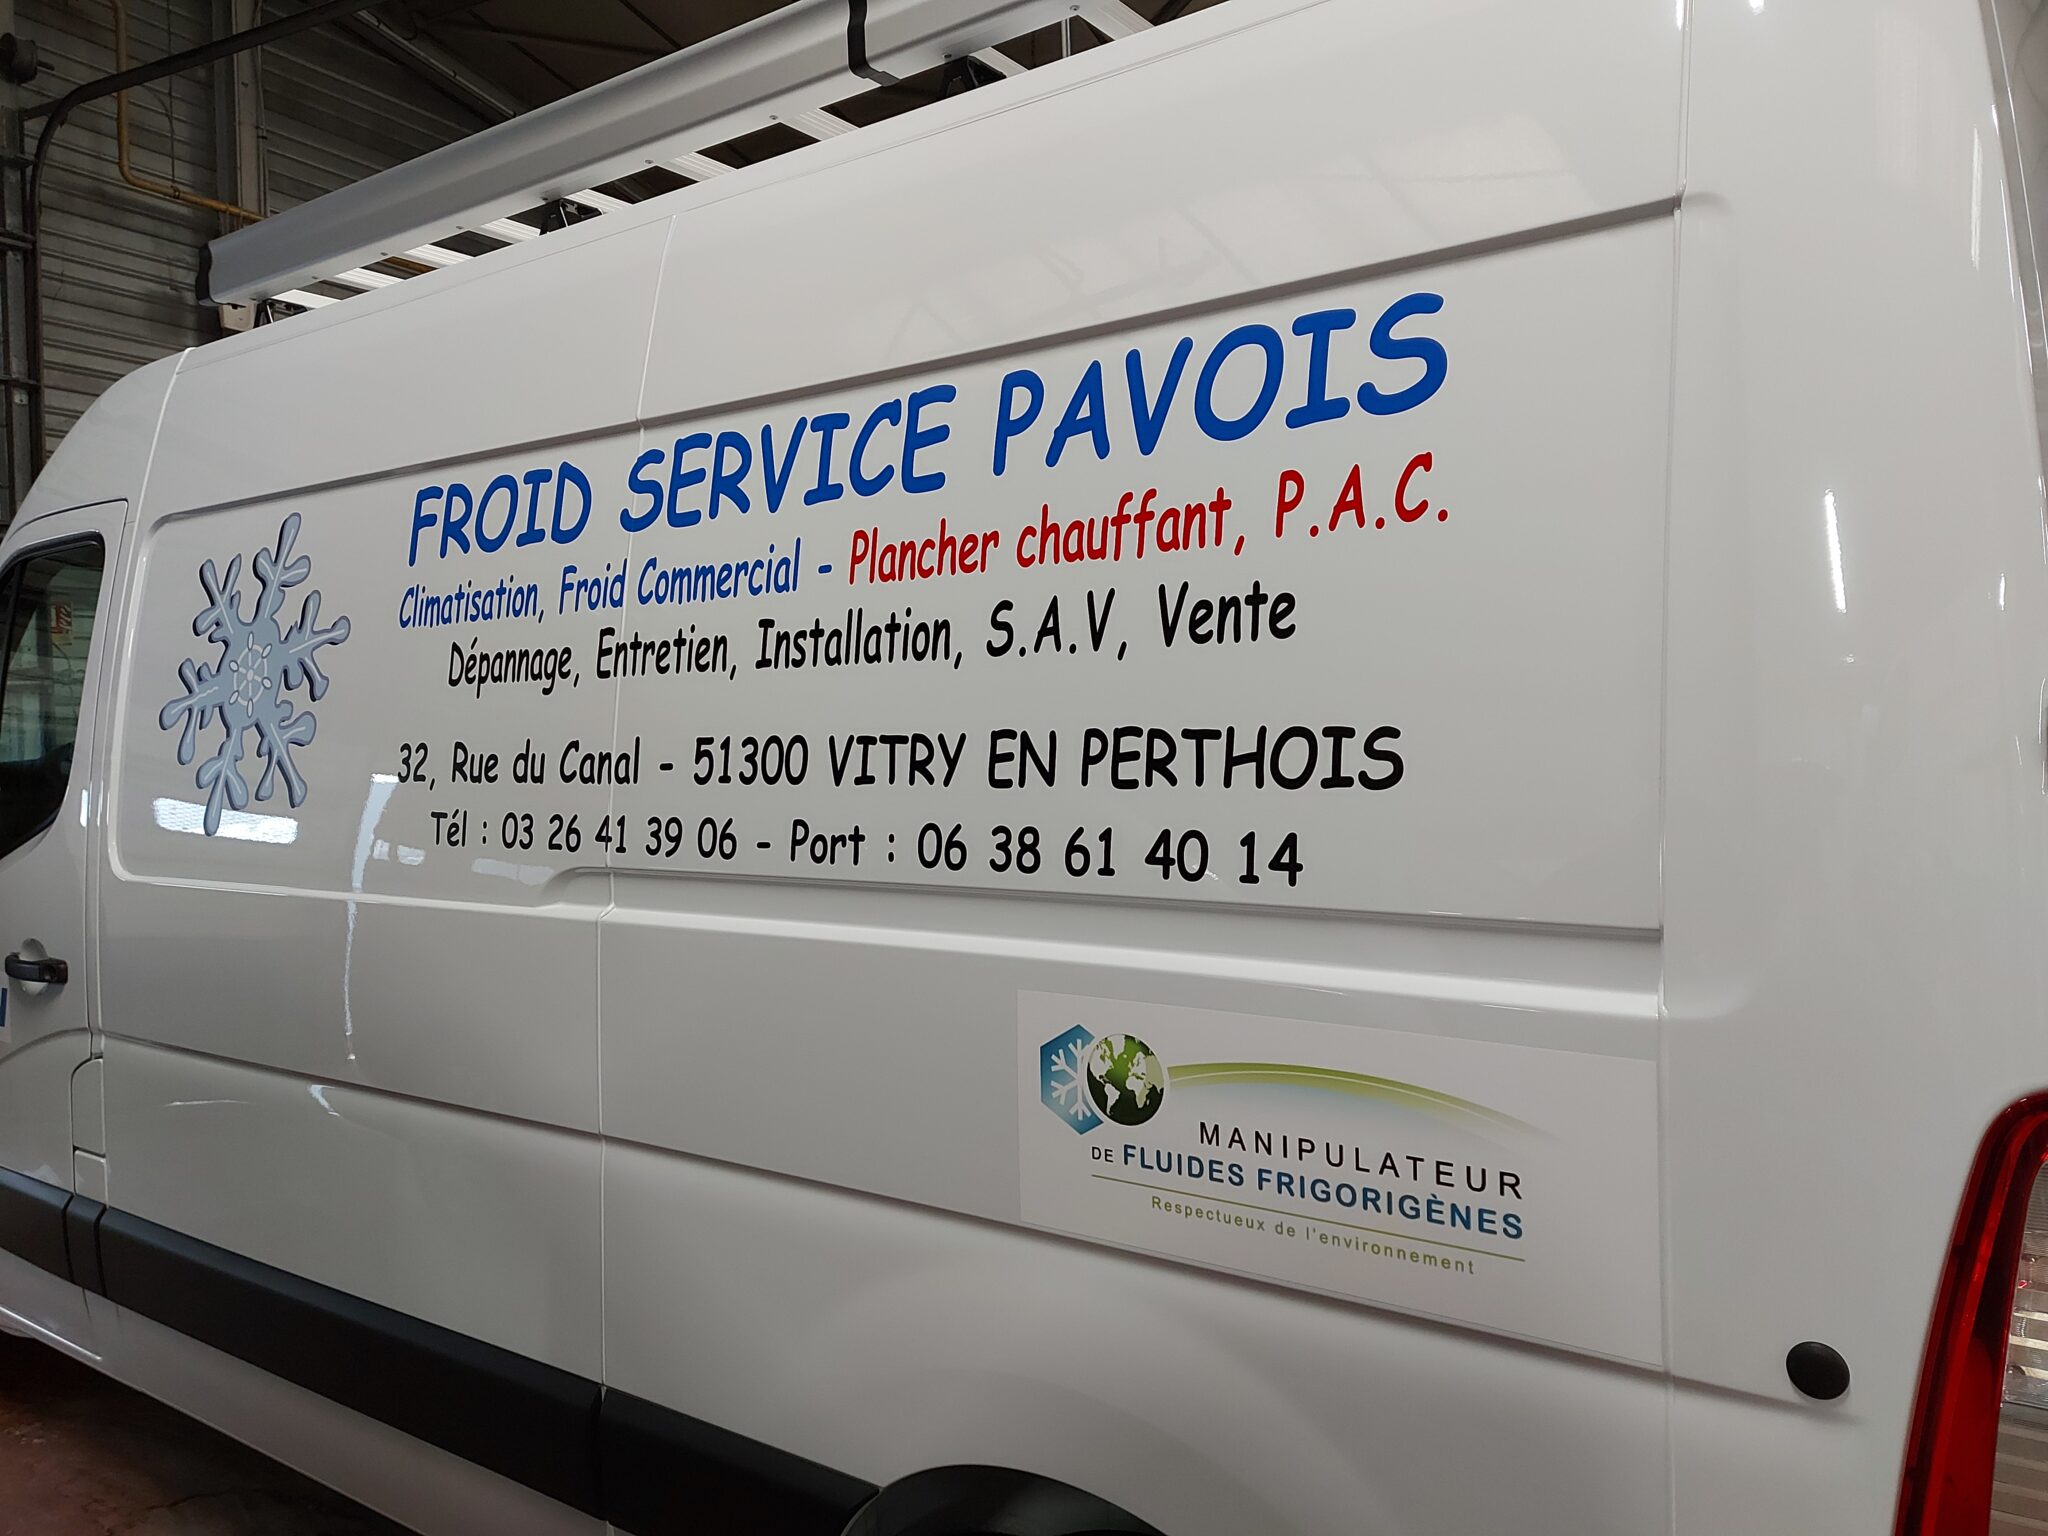 FROID SERVICE PAVOIS
Climatisation, Froid Commercial - Plancher chauffant, P.A.C.
Dépannage, Entretien, Installation, S.A.V, Vente
32, Rue du Canal - 51300 VITRY EN PERTHOIS
Tél : 03 26 41 39 06 - Port : 06 38 61 40 14
MANIPULATEUR
DE FLUIDES FRIGORIGÈNES
Respectueux de l'environnement